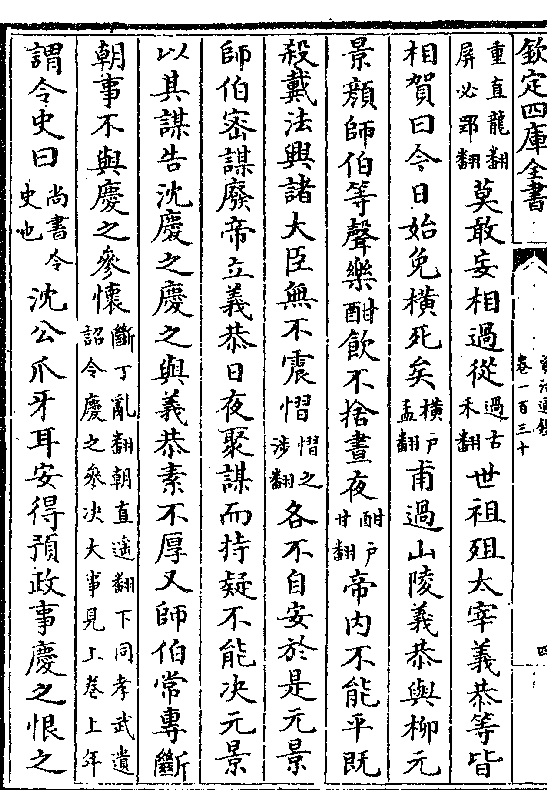 欽定四庫全書
卷一百三十
四
重直龍翻屏必郢翻莫敢妄相過從過古禾翻世祖殂太宰義恭等皆
相賀曰今日始免橫死矣橫戶孟翻甫過山陵義恭與柳元
景顔師伯等聲樂酣飲不捨晝夜酣戶甘翻帝内不能平既
殺戴法興諸大臣無不震慴慴之涉翻各不自安於是元景
師伯密謀廢帝立義恭日夜聚謀而持疑不能决元景
以其謀告沈慶之慶之與義恭素不厚又師伯常專斷
朝事不與慶之參懷斷丁亂翻朝直遥翻下同孝武遺詔令慶之參决大事見上卷上年
謂令史曰尚書令史也沈公爪牙耳安得預政事慶之恨之